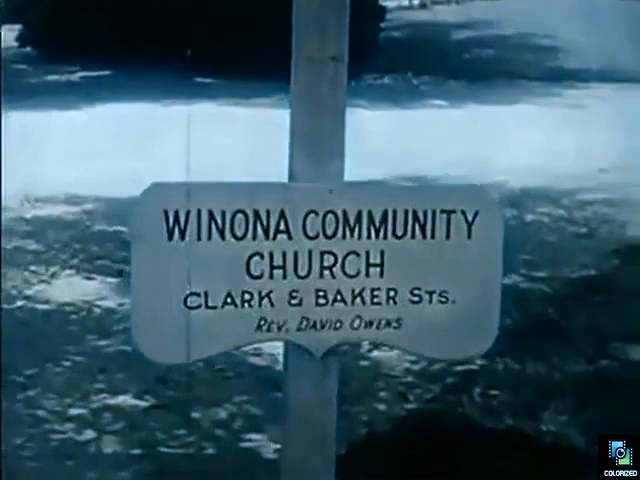 WINONA COMMUNITY
CHURCH
CLARK & BAKER STS.
REV. DAVID OWENS
COLORIZED